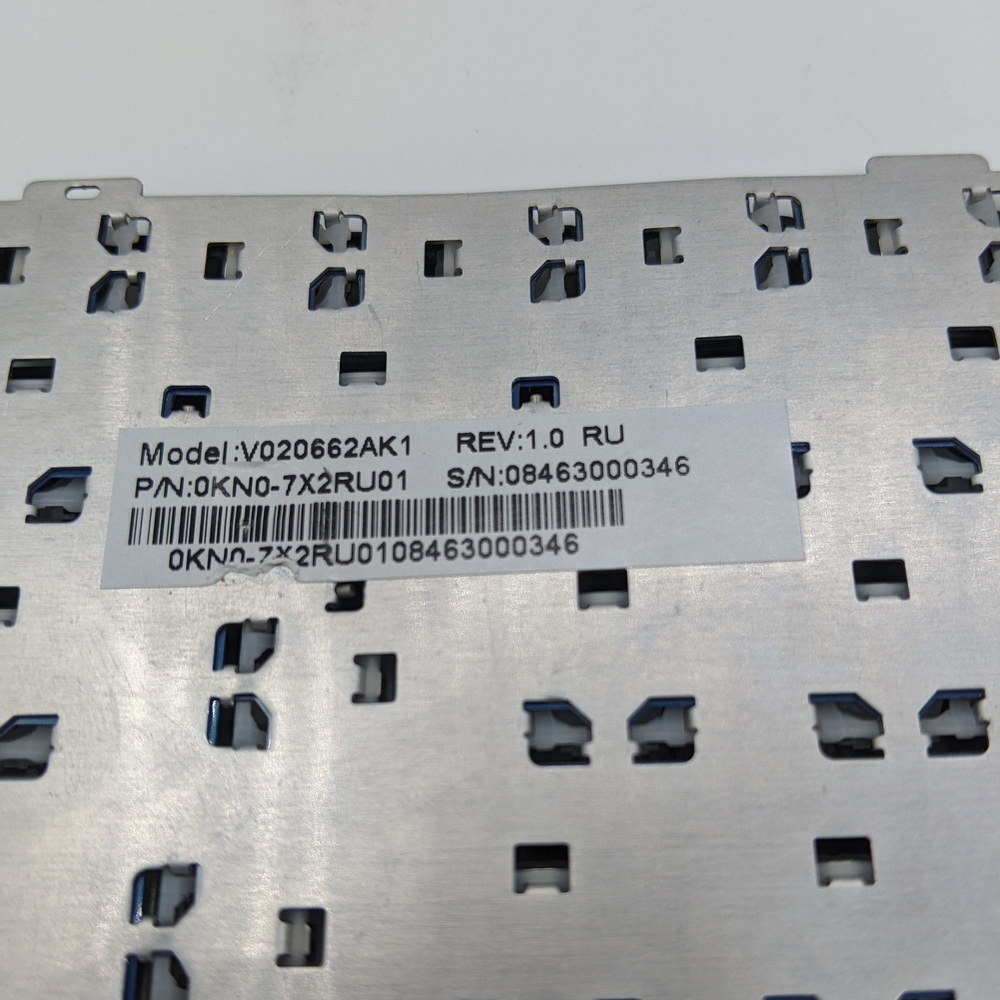 Model:V020662AK1 REV:1.0 RU
P/N:0KN0-7X2RU01 S/N:08463000346
0KN0-7X2RU0108463000346